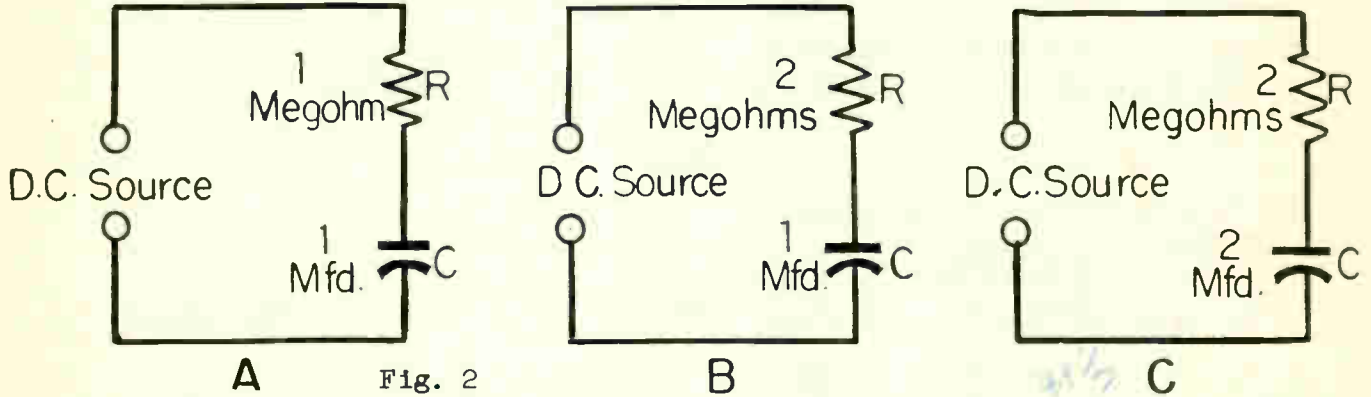 1
Megohm
R
D.C. Source
1
Mfd.
C
A
Fig. 2
2
Megohms
R
D C. Source
1
Mfd.
C
B
2
Megohms
R
D.C. Source
2
Mfd.
C
C